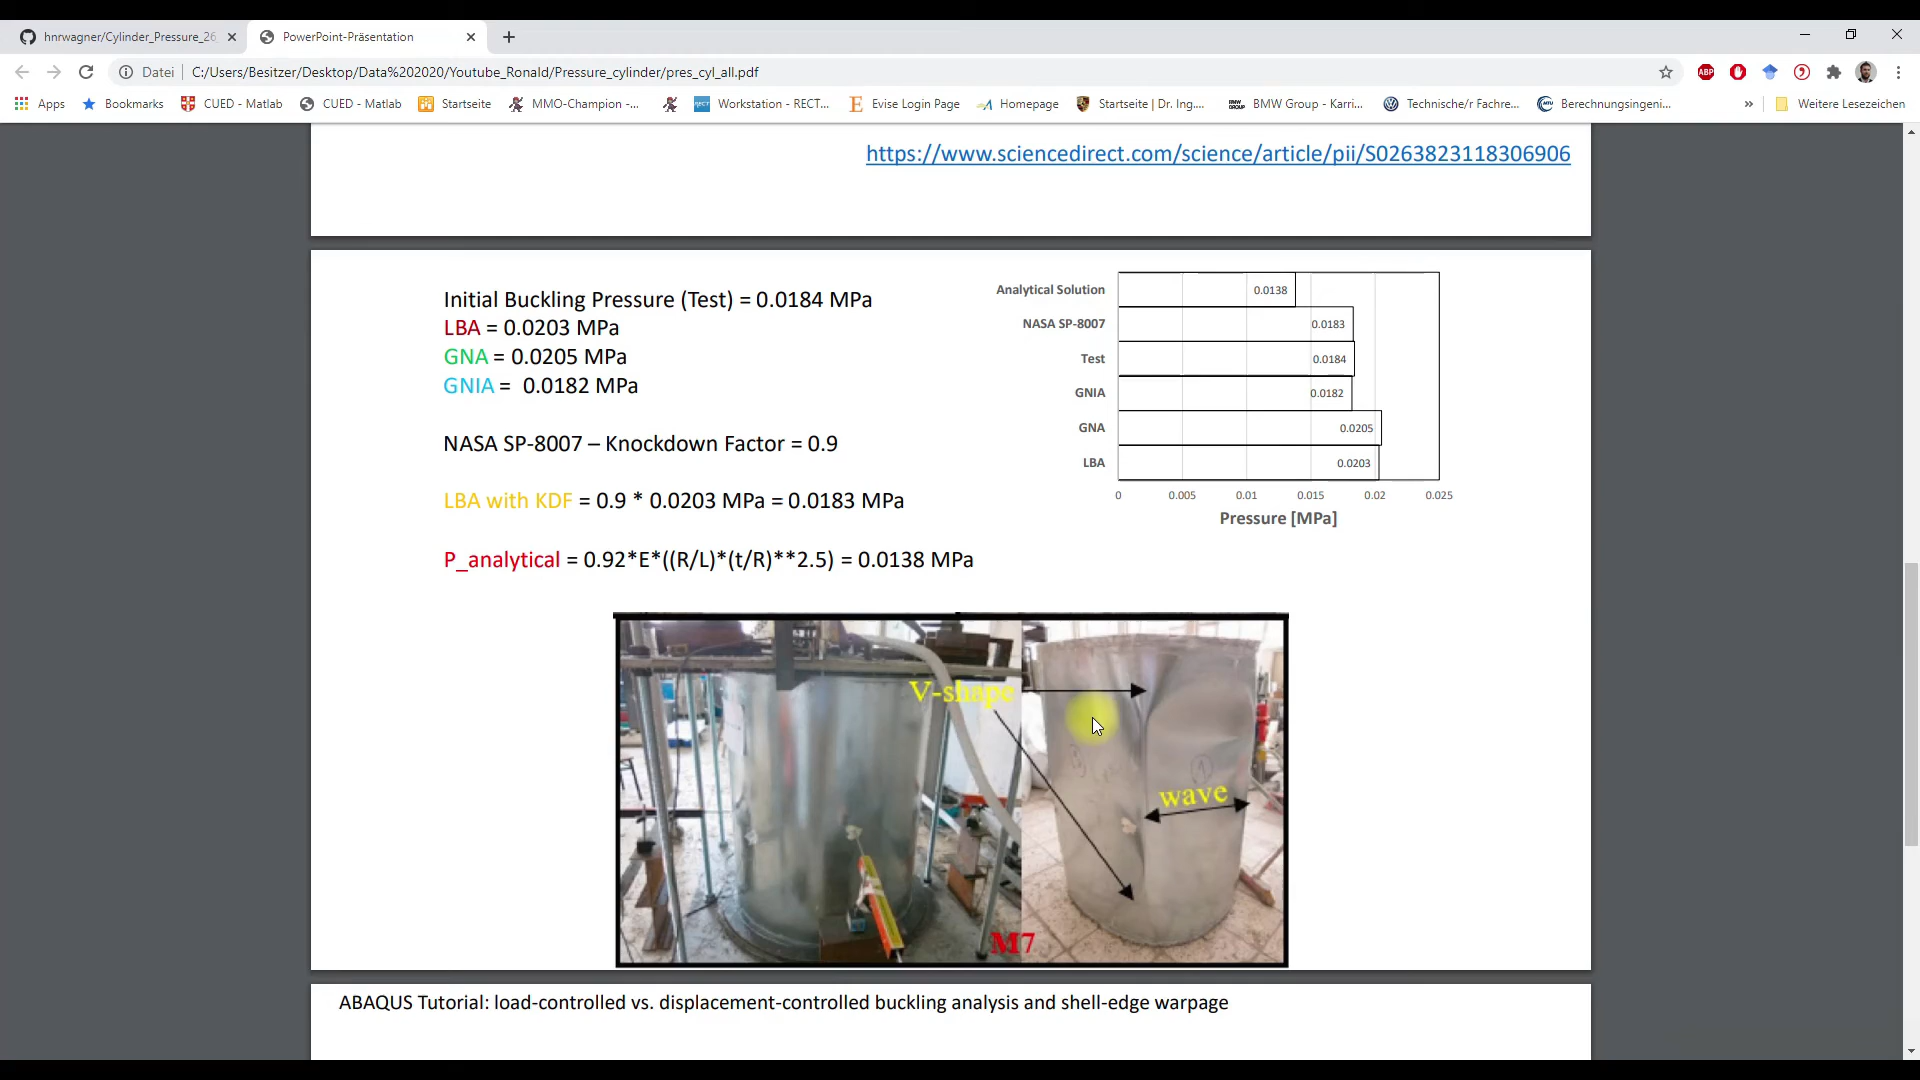 hnrwagner/Cylinder_Pressure_26
PowerPoint-Präsentation
Datei
C:/Users/Besitzer/Desktop/Data%202020/Youtube_Ronald/Pressure_cylinder/pres_cyl_all.pdf
ABP
Apps
Bookmarks
CUED - Matlab
CUED - Matlab
Startseite
MMO-Champion -...
Workstation - RECT...
Evise Login Page
Homepage
Startseite | Dr. Ing....
BMW Group - Karri...
Technische/r Fachre...
Berechnungsingeni...
»
Weitere Lesezeichen
https://www.sciencedirect.com/science/article/pii/S0263823118306906
Initial Buckling Pressure (Test) = 0.0184 MPa
LBA = 0.0203 MPa
GNA = 0.0205 MPa
GNIA = 0.0182 MPa
NASA SP-8007 – Knockdown Factor = 0.9
LBA with KDF = 0.9 * 0.0203 MPa = 0.0183 MPa
P_analytical = 0.92*E*((R/L)*(t/R)**2.5) = 0.0138 MPa
Analytical Solution 0.0138
NASA SP-8007 0.0183
Test 0.0184
GNIA 0.0182
GNA 0.0205
LBA 0.0203
0 0.005 0.01 0.015 0.02 0.025
Pressure [MPa]
V-shape
wave
M7
ABAQUS Tutorial: load-controlled vs. displacement-controlled buckling analysis and shell-edge warpage